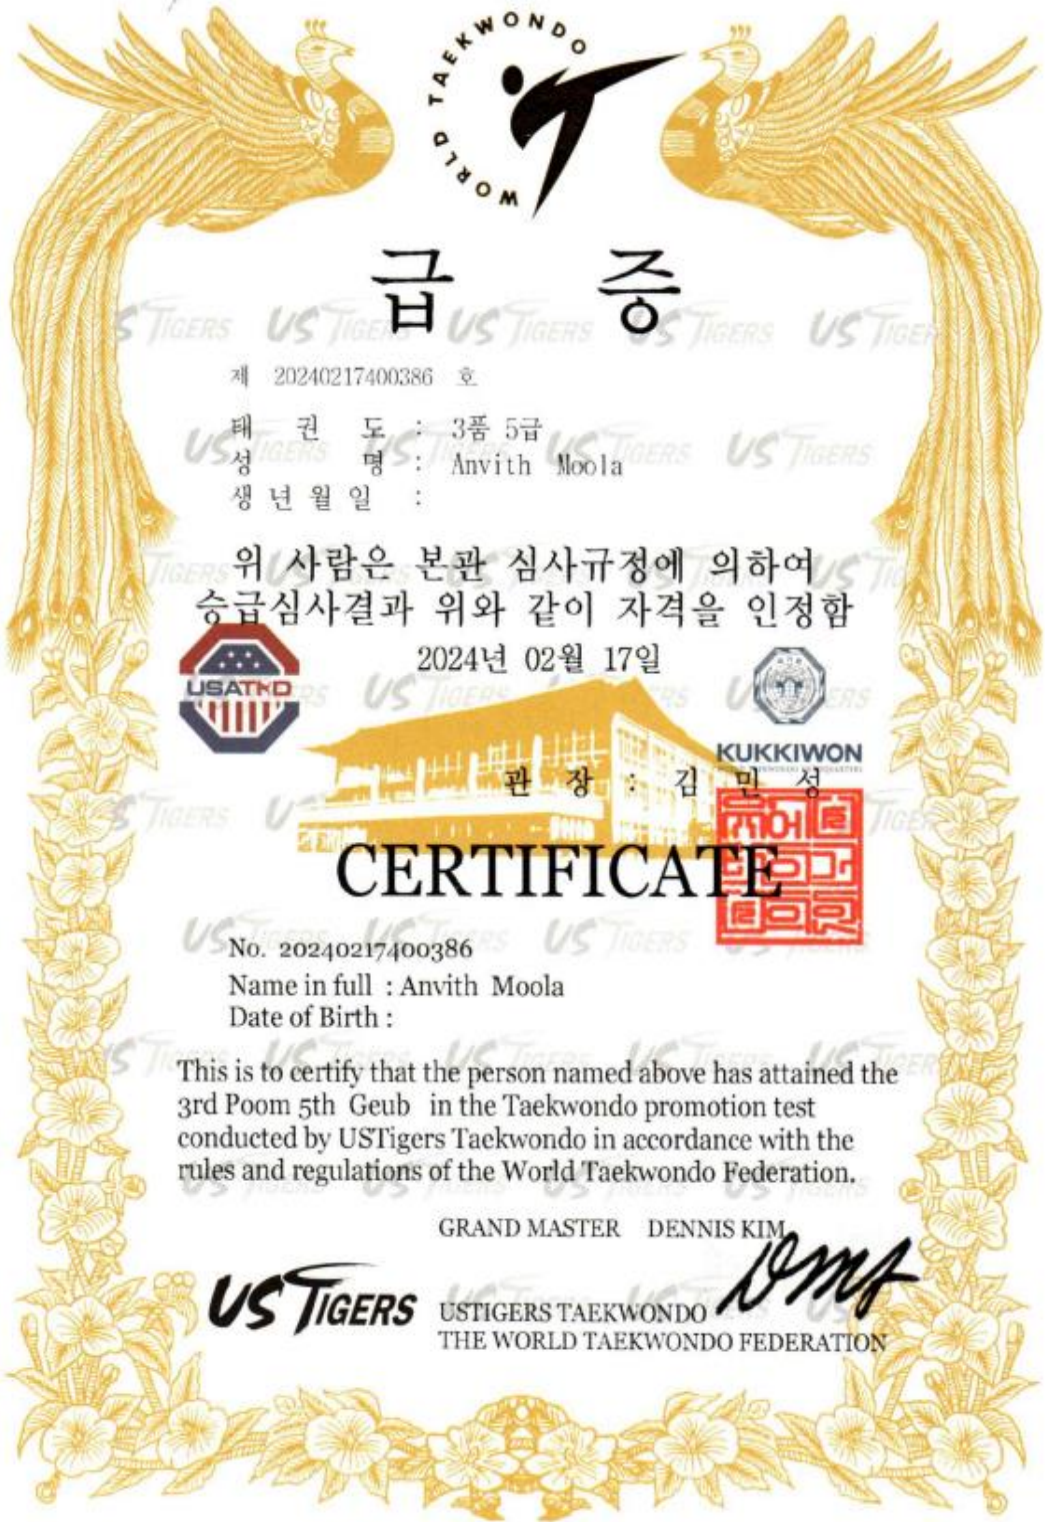 WORLD TAEKWONDO
급 증
제 20240217400386 호
태 권 도 : 3품 5급
성 명 : Anvith Moola
생 년 월 일 :
위 사람은 본관 심사규정에 의하여
승급심사결과 위와 같이 자격을 인정함
2024년 02월 17일
USATKD
KUKKIWON
관 장 : 김 민 성
CERTIFICATE
No. 20240217400386
Name in full : Anvith Moola
Date of Birth :
This is to certify that the person named above has attained the
3rd Poom 5th Geub in the Taekwondo promotion test
conducted by USTigers Taekwondo in accordance with the
rules and regulations of the World Taekwondo Federation.
GRAND MASTER DENNIS KIM
US TIGERS
USTIGERS TAEKWONDO
THE WORLD TAEKWONDO FEDERATION